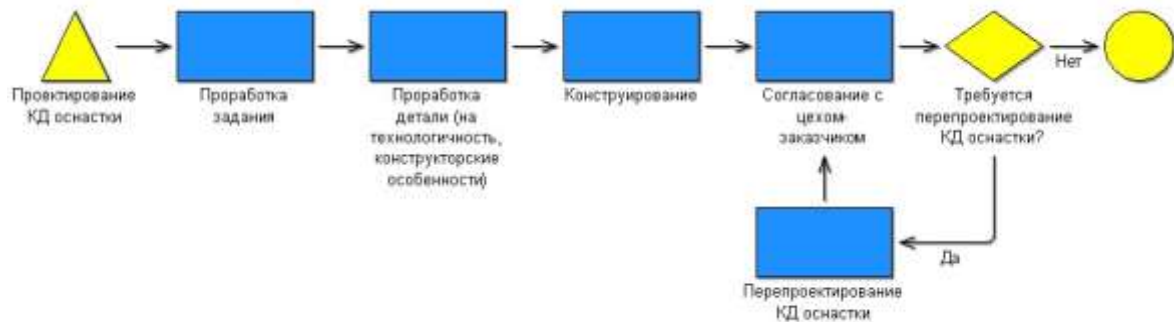 Проектирование
КД оснастки
Проработка
задания
Проработка
детали (на
технологичность,
конструкторские
особенности)
Конструирование
Согласование с
цехом-
заказчиком
Требуется
перепроектирование
КД оснастки?
Нет
Да
Перепроектирование
КД оснастки